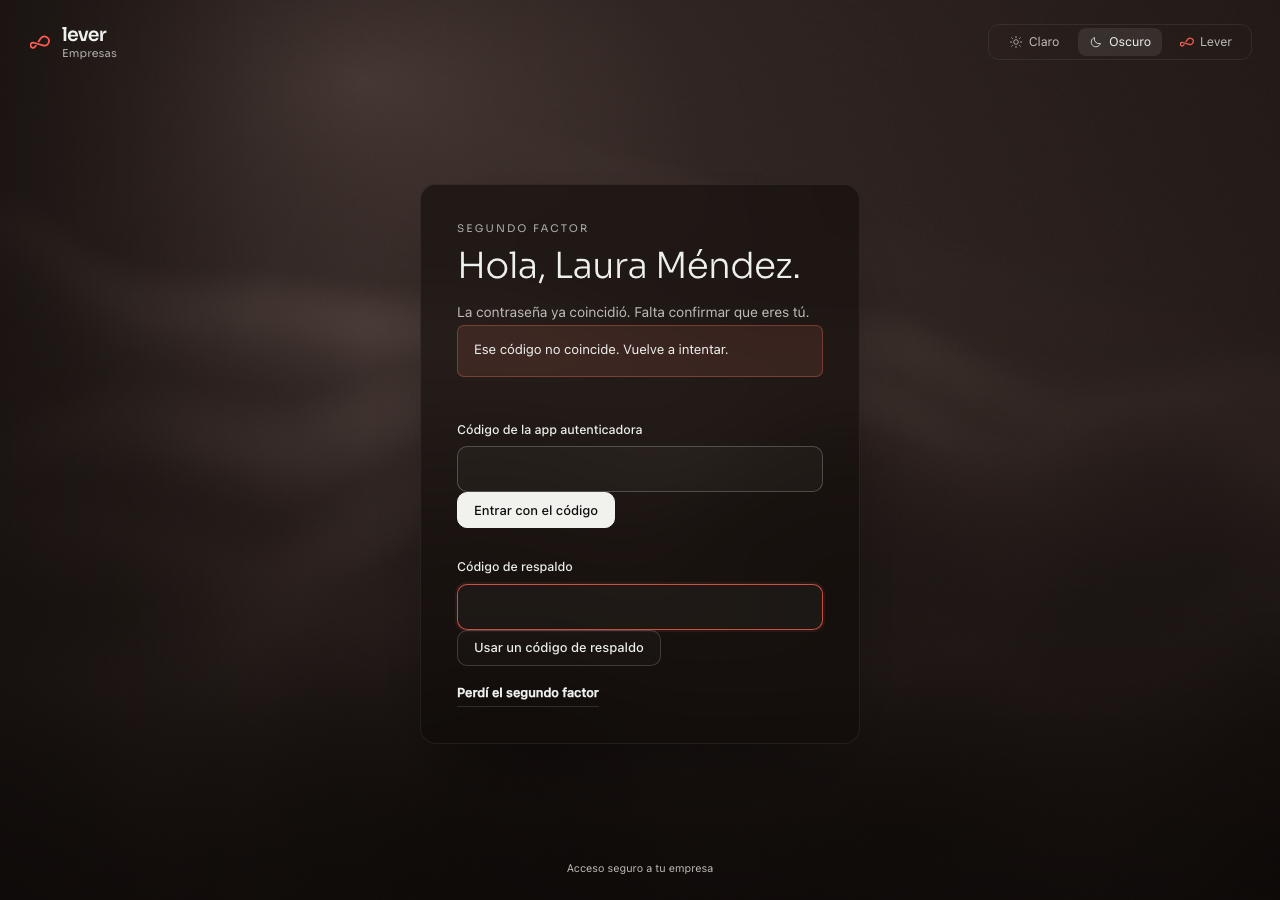 lever
Empresas
Claro
Oscuro
Lever
SEGUNDO FACTOR
Hola, Laura Méndez.
La contraseña ya coincidió. Falta confirmar que eres tú.
Ese código no coincide. Vuelve a intentar.
Código de la app autenticadora
Entrar con el código
Código de respaldo
Usar un código de respaldo
Perdí el segundo factor
Acceso seguro a tu empresa